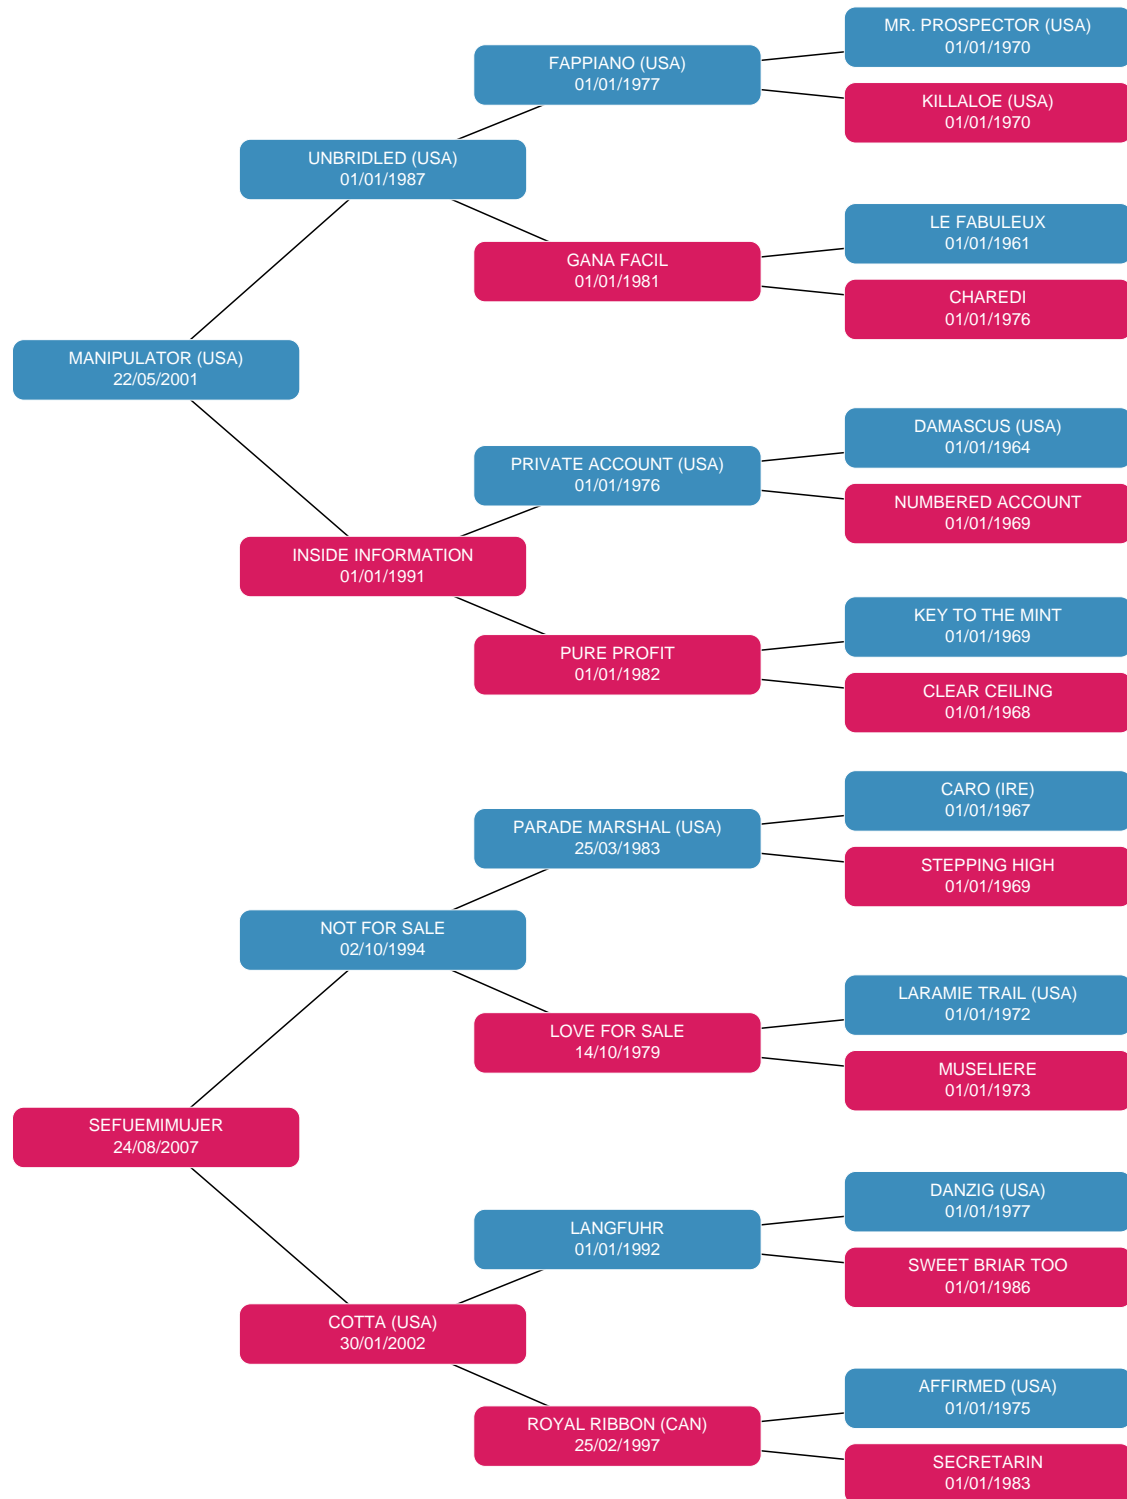 MR. PROSPECTOR (USA)
01/01/1970
FAPPIANO (USA)
01/01/1977
KILLALOE (USA)
01/01/1970
UNBRIDLED (USA)
01/01/1987
LE FABULEUX
01/01/1961
GANA FACIL
01/01/1981
CHAREDI
01/01/1976
MANIPULATOR (USA)
22/05/2001
DAMASCUS (USA)
01/01/1964
PRIVATE ACCOUNT (USA)
01/01/1976
NUMBERED ACCOUNT
01/01/1969
INSIDE INFORMATION
01/01/1991
KEY TO THE MINT
01/01/1969
PURE PROFIT
01/01/1982
CLEAR CEILING
01/01/1968
CARO (IRE)
01/01/1967
PARADE MARSHAL (USA)
25/03/1983
STEPPING HIGH
01/01/1969
NOT FOR SALE
02/10/1994
LARAMIE TRAIL (USA)
01/01/1972
LOVE FOR SALE
14/10/1979
MUSELIERE
01/01/1973
SEFUEMIMUJER
24/08/2007
DANZIG (USA)
01/01/1977
LANGFUHR
01/01/1992
SWEET BRIAR TOO
01/01/1986
COTTA (USA)
30/01/2002
AFFIRMED (USA)
01/01/1975
ROYAL RIBBON (CAN)
25/02/1997
SECRETARIN
01/01/1983